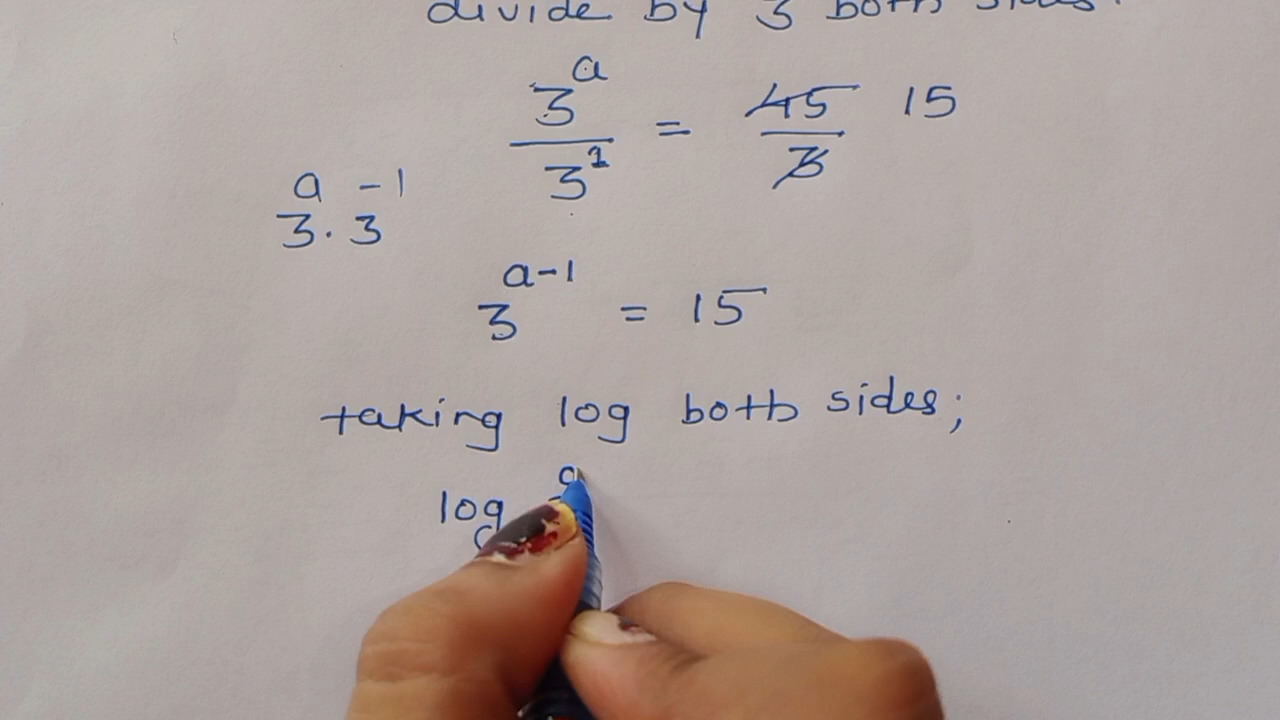 divide by 3 both sides.
3^a / 3^1 = 45 / 3 15
3^a . 3^-1
3^a-1 = 15
taking log both sides;
log